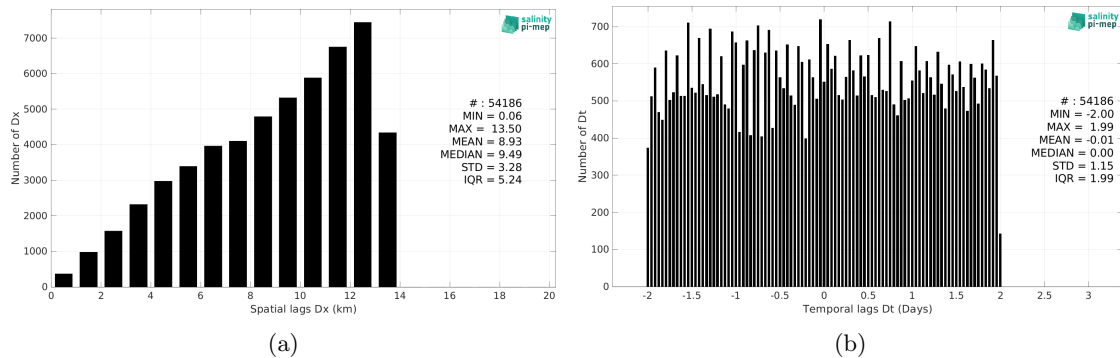 salinity
pi-mep
7000
6000
5000
4000
3000
2000
1000
0
Number of Dx
# : 54186
MIN = 0.06
MAX = 13.50
MEAN = 8.93
MEDIAN = 9.49
STD = 3.28
IQR = 5.24
0 2 4 6 8 10 12 14 16 18 20
Spatial lags Dx (km)
(a)
salinity
pi-mep
700
600
500
400
300
200
100
0
Number of Dt
# : 54186
MIN = -2.00
MAX = 1.99
MEAN = -0.01
MEDIAN = 0.00
STD = 1.15
IQR = 1.99
-2 -1.5 -1 -0.5 0 0.5 1 1.5 2 2.5 3
Temporal lags Dt (Days)
(b)